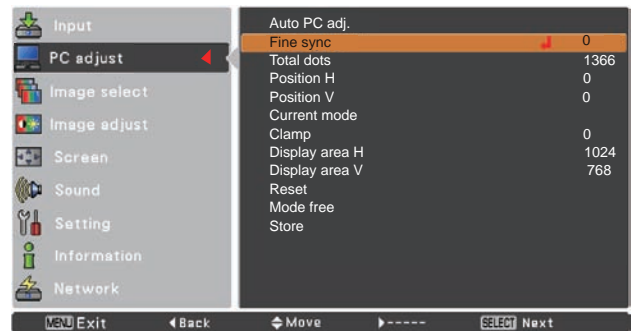 Input
PC adjust
Image select
Image adjust
Screen
Sound
Setting
Information
Network
Auto PC adj.
Fine sync 0
Total dots 1366
Position H 0
Position V 0
Current mode
Clamp 0
Display area H 1024
Display area V 768
Reset
Mode free
Store
MENU Exit ◀Back Move ▶----- SELECT Next